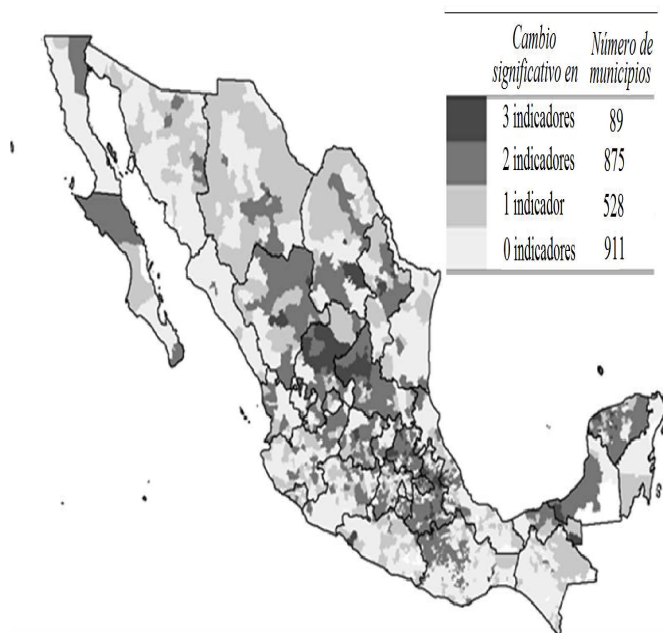 Cambio Número de
significativo en municipios
3 indicadores 89
2 indicadores 875
1 indicador 528
0 indicadores 911